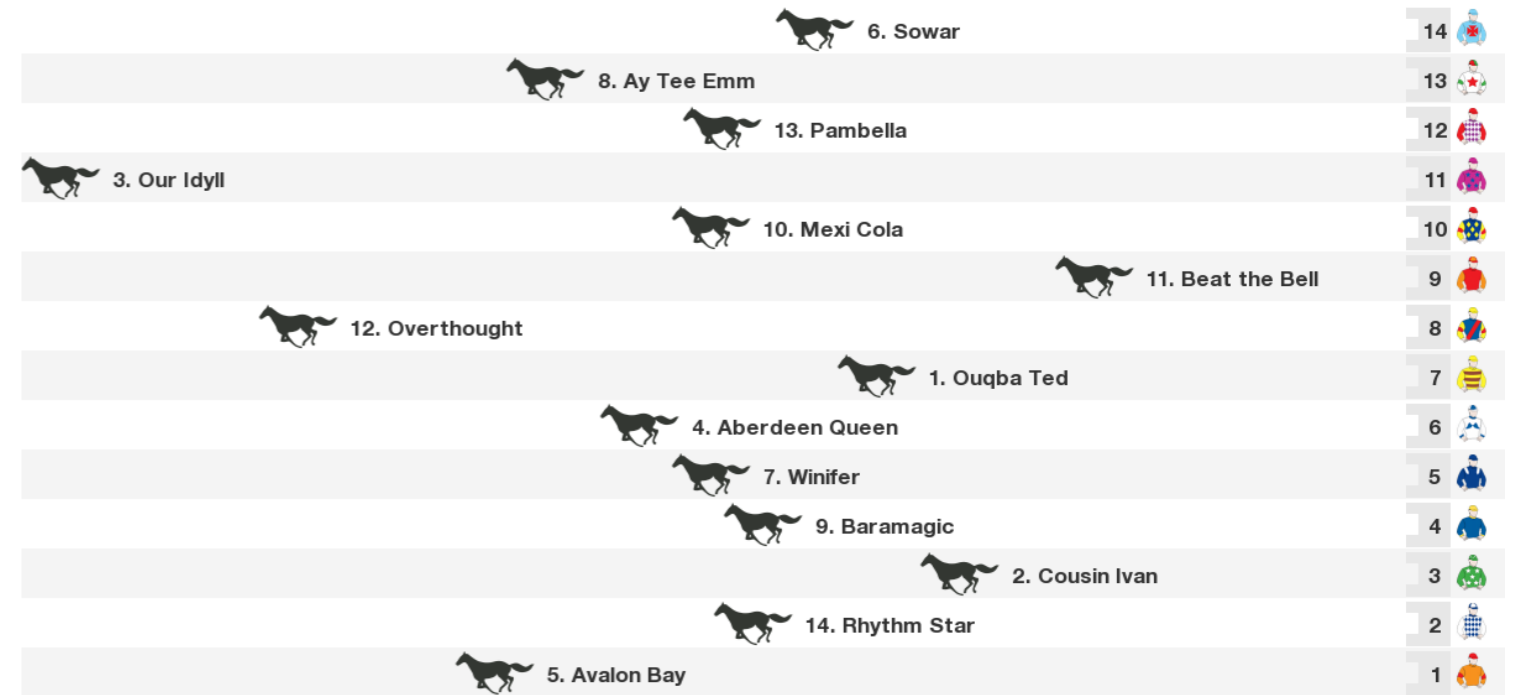 6. Sowar 14
8. Ay Tee Emm 13
13. Pambella 12
3. Our Idyll 11
10. Mexi Cola 10
11. Beat the Bell 9
12. Overthought 8
1. Ouqba Ted 7
4. Aberdeen Queen 6
7. Winifer 5
9. Baramagic 4
2. Cousin Ivan 3
14. Rhythm Star 2
5. Avalon Bay 1